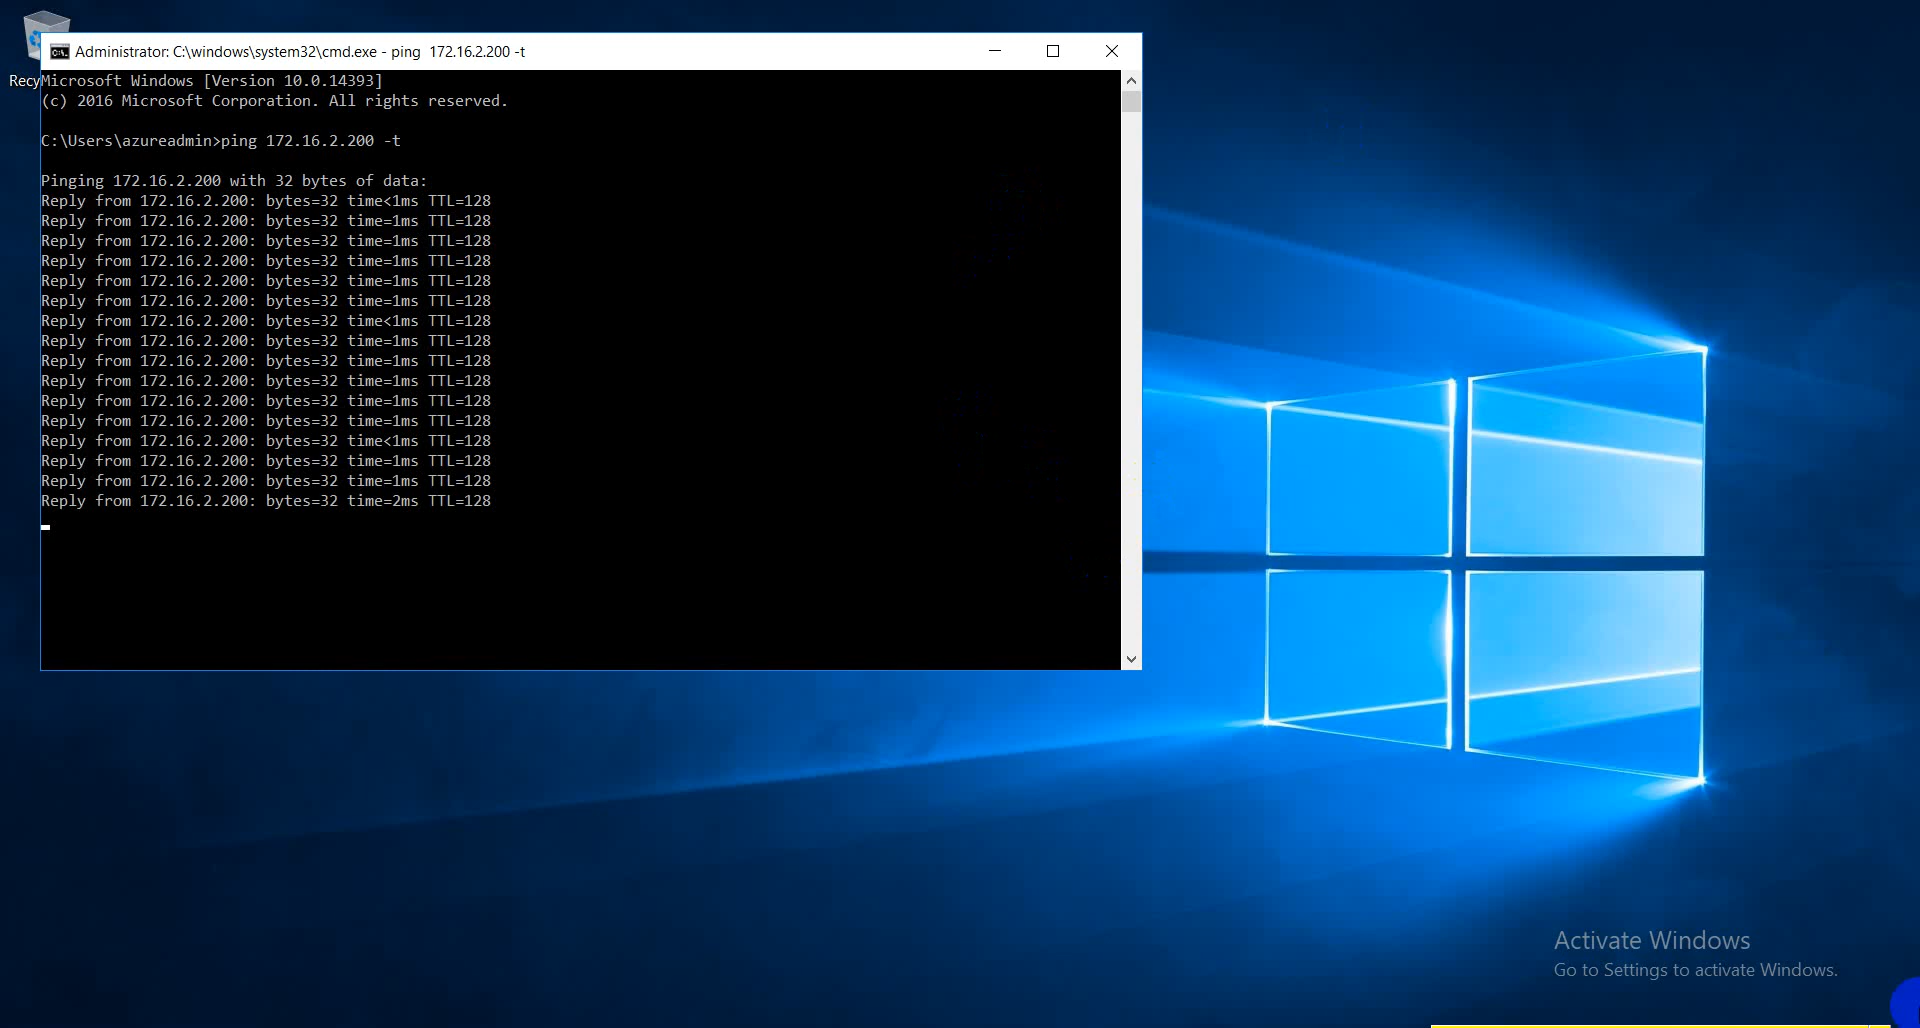 Administrator: C:\windows\system32\cmd.exe - ping  172.16.2.200 -t
Recy
Microsoft Windows [Version 10.0.14393]
(c) 2016 Microsoft Corporation. All rights reserved.
C:\Users\azureadmin>ping 172.16.2.200 -t
Pinging 172.16.2.200 with 32 bytes of data:
Reply from 172.16.2.200: bytes=32 time<1ms TTL=128
Reply from 172.16.2.200: bytes=32 time=1ms TTL=128
Reply from 172.16.2.200: bytes=32 time=1ms TTL=128
Reply from 172.16.2.200: bytes=32 time=1ms TTL=128
Reply from 172.16.2.200: bytes=32 time=1ms TTL=128
Reply from 172.16.2.200: bytes=32 time=1ms TTL=128
Reply from 172.16.2.200: bytes=32 time<1ms TTL=128
Reply from 172.16.2.200: bytes=32 time=1ms TTL=128
Reply from 172.16.2.200: bytes=32 time=1ms TTL=128
Reply from 172.16.2.200: bytes=32 time=1ms TTL=128
Reply from 172.16.2.200: bytes=32 time=1ms TTL=128
Reply from 172.16.2.200: bytes=32 time=1ms TTL=128
Reply from 172.16.2.200: bytes=32 time<1ms TTL=128
Reply from 172.16.2.200: bytes=32 time=1ms TTL=128
Reply from 172.16.2.200: bytes=32 time=1ms TTL=128
Reply from 172.16.2.200: bytes=32 time=2ms TTL=128
Activate Windows
Go to Settings to activate Windows.